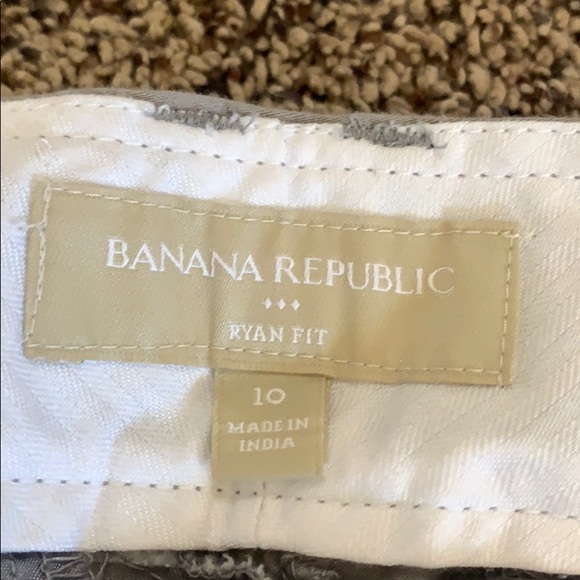 BANANA REPUBLIC
RYAN FIT
10
MADE IN
INDIA